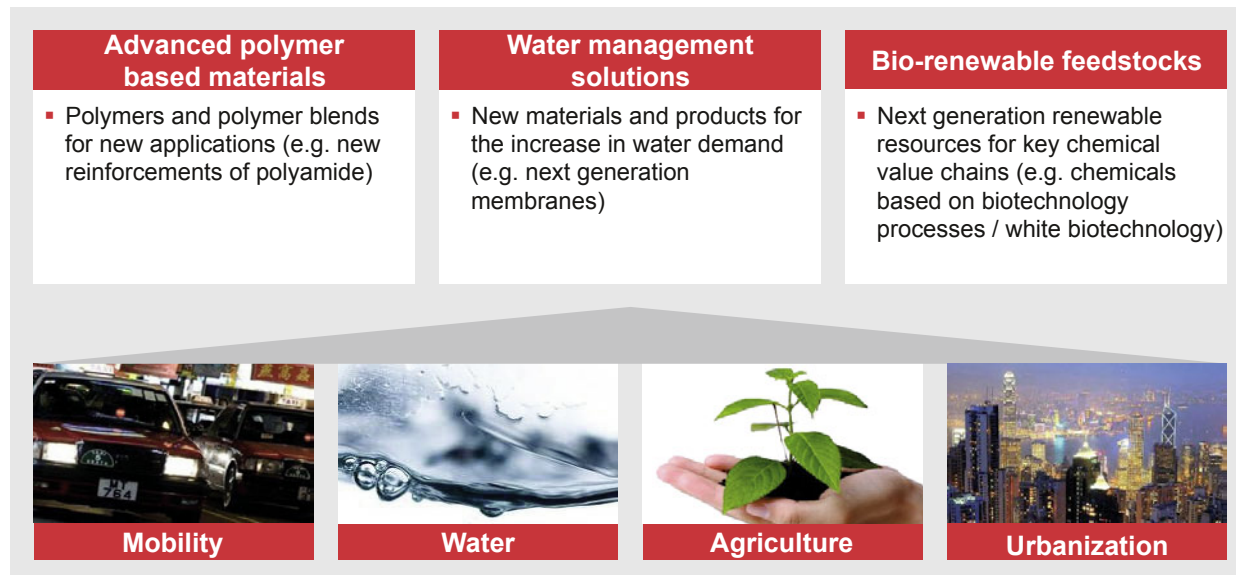 Advanced polymer
based materials
▪ Polymers and polymer blends
for new applications (e.g. new
reinforcements of polyamide)
Water management
solutions
▪ New materials and products for
the increase in water demand
(e.g. next generation
membranes)
Bio-renewable feedstocks
▪ Next generation renewable
resources for key chemical
value chains (e.g. chemicals
based on biotechnology
processes / white biotechnology)
MY
764
Mobility
Water
Agriculture
Urbanization